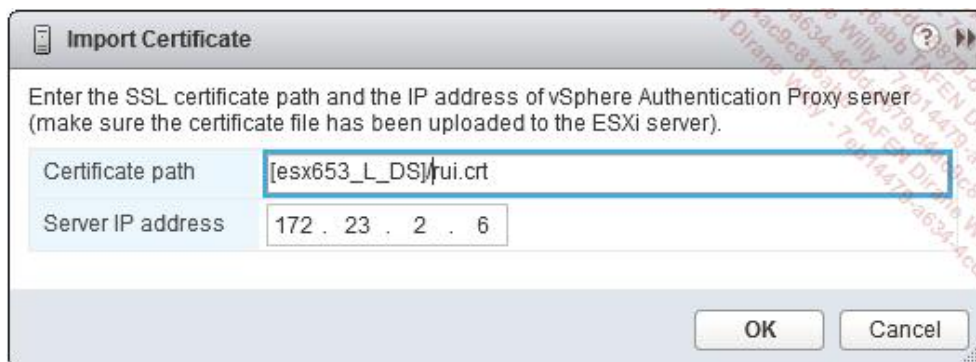 Import Certificate
Enter the SSL certificate path and the IP address of vSphere Authentication Proxy server
(make sure the certificate file has been uploaded to the ESXi server).
Certificate path [esx653_L_DS]/rui.crt
Server IP address 172 . 23 . 2 . 6
OK Cancel